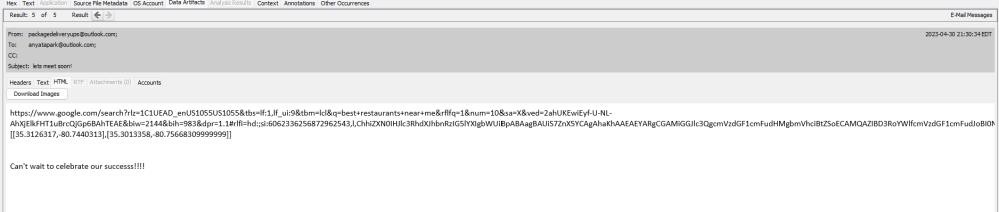 Hex Text Application Source File Metadata OS Account Data Artifacts Analysis Results Context Annotations Other Occurrences
Result: 5 of 5 Result E-Mail Messages
From: packagedeliveryups@outlook.com; 2023-04-30 21:30:34 EDT
To: anyatapark@outlook.com;
CC:
Subject: lets meet soon!
Headers Text HTML RTF Attachments (0) Accounts
Download Images
https://www.google.com/search?rlz=1C1UEAD_enUS1055US1055&tbs=lf:1,lf_ui:9&tbm=lcl&q=best+restaurants+near+me&rflfq=1&num=10&sa=X&ved=2ahUKEwiEyf-U-NL-
AhXjElkFHT1uBrcQjGp6BAhTEAE&biw=2144&bih=983&dpr=1.1#rlfi=hd:;si:6062336256872962543,l,ChhiZXN0IHJlc3RhdXJhbnRzIG5lYXIgbWUiBpABAagBAUiS7ZnX5YCAgAhaKhAAEAEYARgCGAMiGGJlc3QgcmVzdGF1cmFudHMgbmVhciBtZSoECAMQAZIBD3RoYWlfcmVzdGF1cmFudJoBI0N
[[35.3126317,-80.7440313],[35.3013358,-80.75668309999999]]
Can't wait to celebrate our successs!!!!